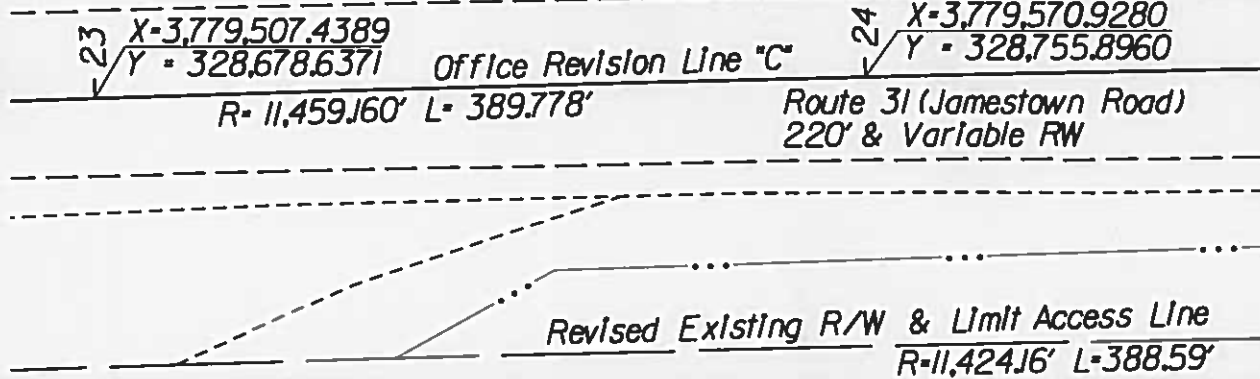 23 X=3,779,507.4389
Y = 328,678.6371
Office Revision Line "C"
24 X=3,779,570.9280
Y = 328,755.8960
R= 11,459.160' L= 389.778'
Route 31 (Jamestown Road)
220' & Variable RW
Revised Existing R/W & Limit Access Line
R=11,424.16' L=388.59'